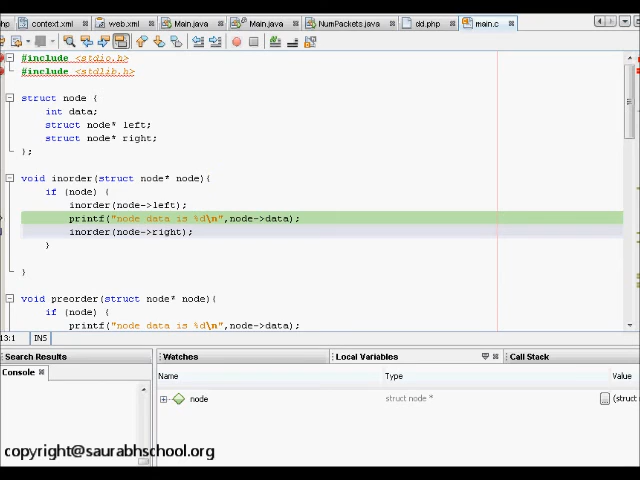 hp context.xml web.xml Main.java Main.java NumPackets.java dd.php main.c
#include <stdio.h>
#include <stdlib.h>
struct node {
int data;
struct node* left;
struct node* right;
};
void inorder(struct node* node){
if (node) {
inorder(node->left);
printf("node data is %d\n",node->data);
inorder(node->right);
}
}
void preorder(struct node* node){
if (node) {
printf("node data is %d\n",node->data);
13:1 INS
Search Results Watches Local Variables Call Stack
Console Name Type Value
node struct node * (struct
copyright@saurabhschool.org